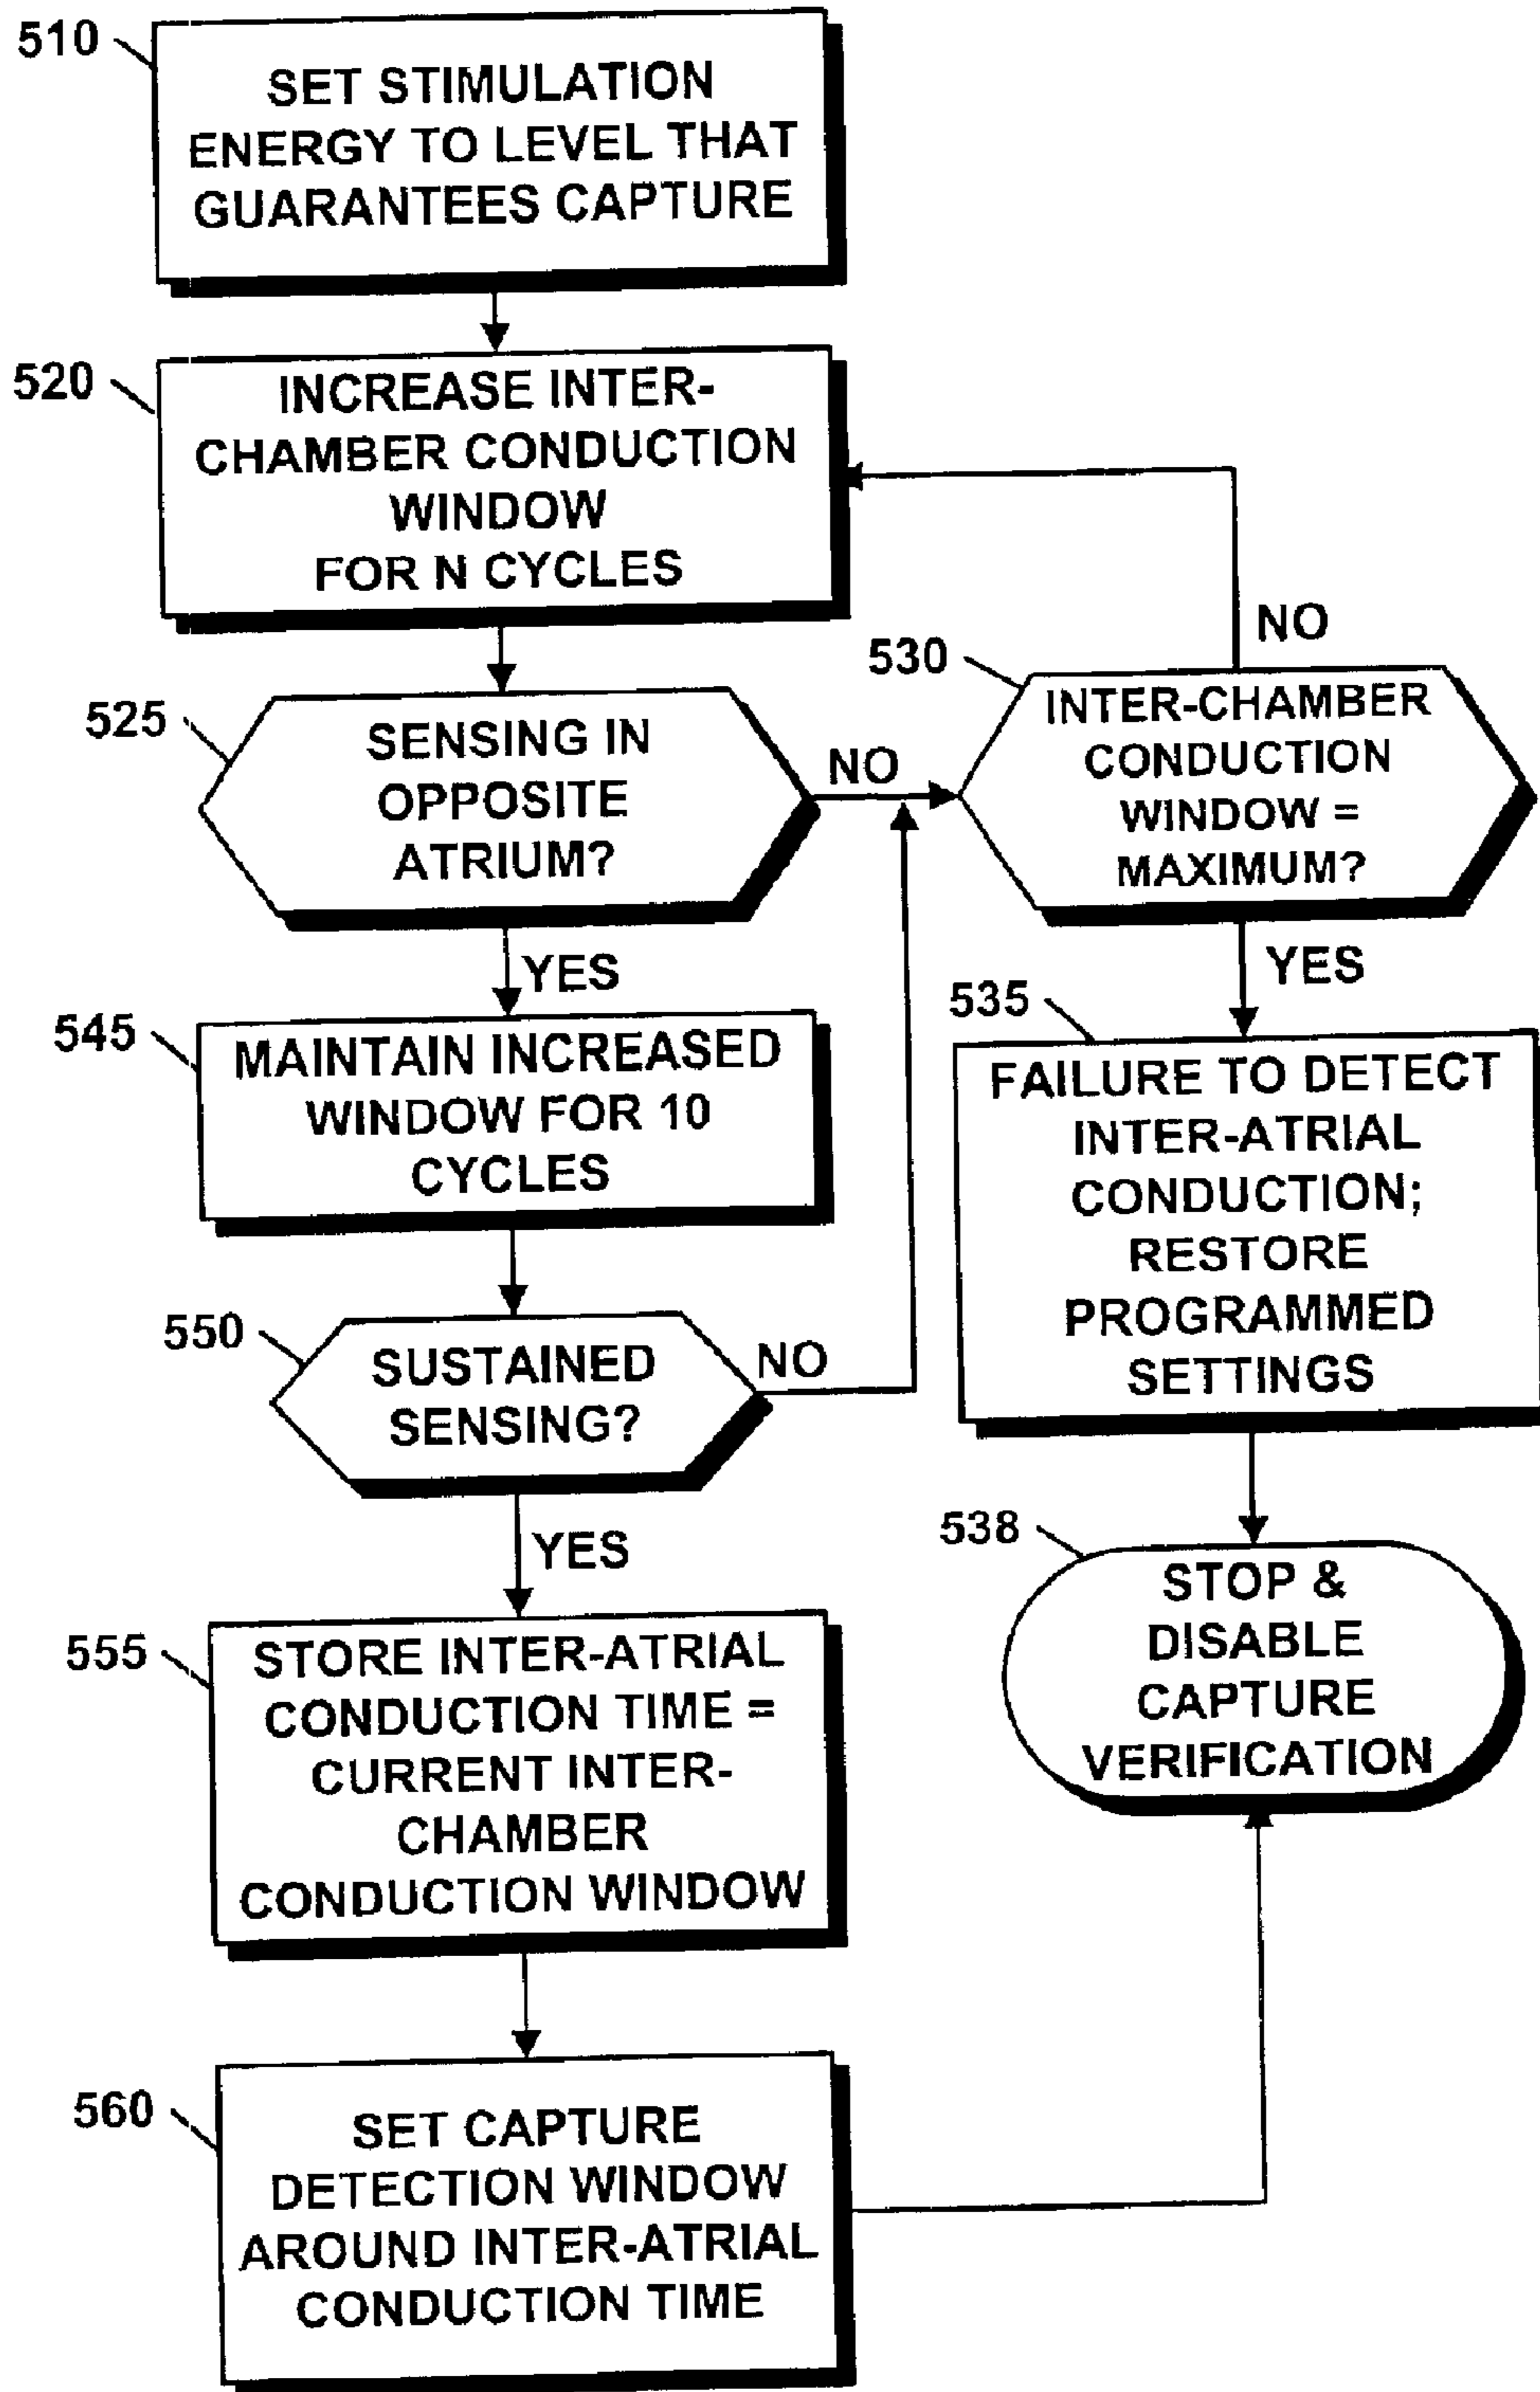 510
SET STIMULATION
ENERGY TO LEVEL THAT
GUARANTEES CAPTURE
520
INCREASE INTER-
CHAMBER CONDUCTION
WINDOW
FOR N CYCLES
525
SENSING IN
OPPOSITE
ATRIUM?
NO
530
INTER-CHAMBER
CONDUCTION
WINDOW =
MAXIMUM?
NO
YES
YES
535
FAILURE TO DETECT
INTER-ATRIAL
CONDUCTION;
RESTORE
PROGRAMMED
SETTINGS
545
MAINTAIN INCREASED
WINDOW FOR 10
CYCLES
550
SUSTAINED
SENSING?
NO
YES
538
STOP &
DISABLE
CAPTURE
VERIFICATION
555
STORE INTER-ATRIAL
CONDUCTION TIME =
CURRENT INTER-
CHAMBER
CONDUCTION WINDOW
560
SET CAPTURE
DETECTION WINDOW
AROUND INTER-ATRIAL
CONDUCTION TIME